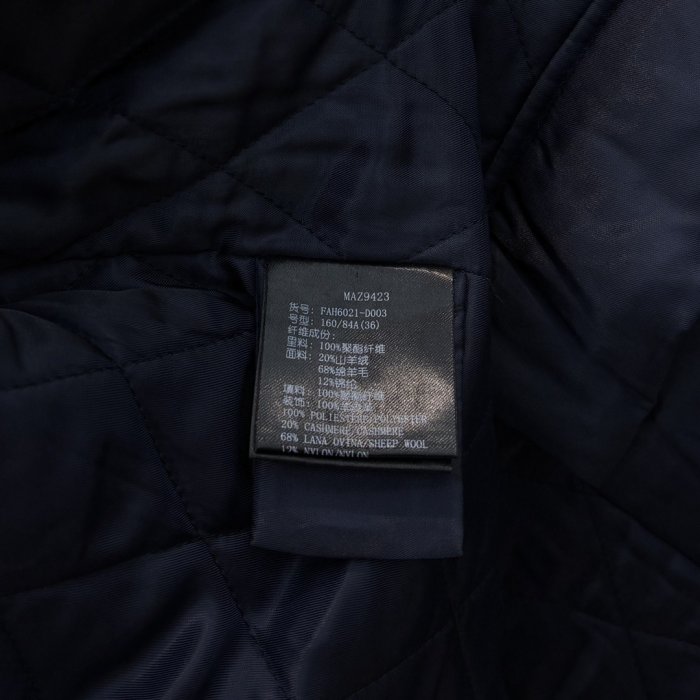 MAZ9423
货号: FAH6021-D003
号型: 160/84A(36)
纤维成份:
里料: 100%聚酯纤维
面料: 20%山羊绒
68%绵羊毛
12%锦纶
填料: 100%聚酯纤维
装饰: 100%
100% POLIESTERE/POLYESTER
20% CASHMERE/CASHMERE
68% LANA OVINA/SHEEP WOOL
12% NYLON/NYLON